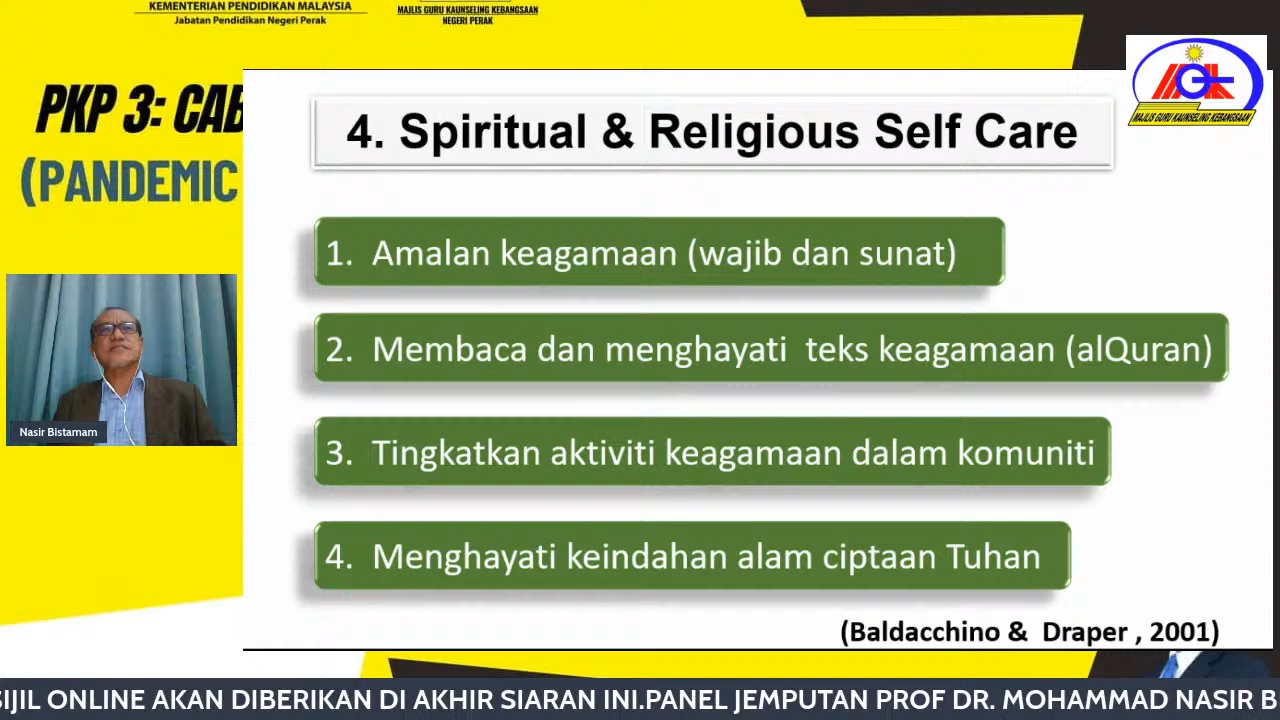 KEMENTERIAN PENDIDIKAN MALAYSIA
Jabatan Pendidikan Negeri Perak
MAJLIS GURU KAUNSELING KEBANGSAAN
NEGERI PERAK
PKP 3: CAB
(PANDEMIC
MAJLIS GURU KAUNSELING KEBANGSAAN
4. Spiritual & Religious Self Care
1. Amalan keagamaan (wajib dan sunat)
2. Membaca dan menghayati teks keagamaan (alQuran)
3. Tingkatkan aktiviti keagamaan dalam komuniti
4. Menghayati keindahan alam ciptaan Tuhan
(Baldacchino & Draper , 2001)
Nasir Bistamam
SIJIL ONLINE AKAN DIBERIKAN DI AKHIR SIARAN INI.PANEL JEMPUTAN PROF DR. MOHAMMAD NASIR B